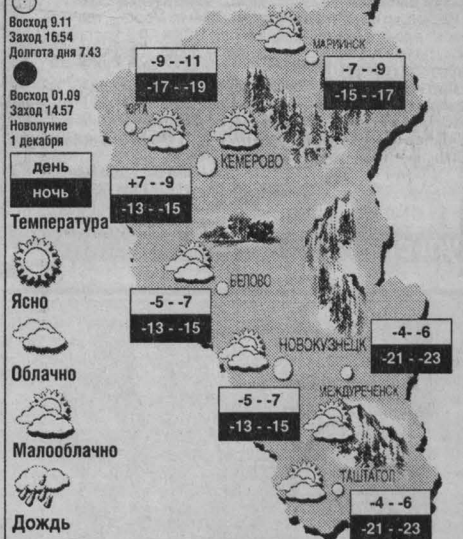 Восход 9.11
Заход 16.54
Долгота дня 7.43
Восход 01.09
Заход 14.57
Новолуние
1 декабря
день
ночь
Температура
Ясно
Облачно
Малооблачно
Дождь
МАРИИНСК
-7 - -9
-15 - -17
-9 - -11
-17 - -19
ЮРГА
КЕМЕРОВО
+7 - -9
-13 - -15
БЕЛОВО
-5 - -7
-13 - -15
НОВОКУЗНЕЦК
-5 - -7
-13 - -15
-4- -6
-21 - -23
МЕЖДУРЕЧЕНСК
ТАШТАГОЛ
-4 - -6
-21 - -23